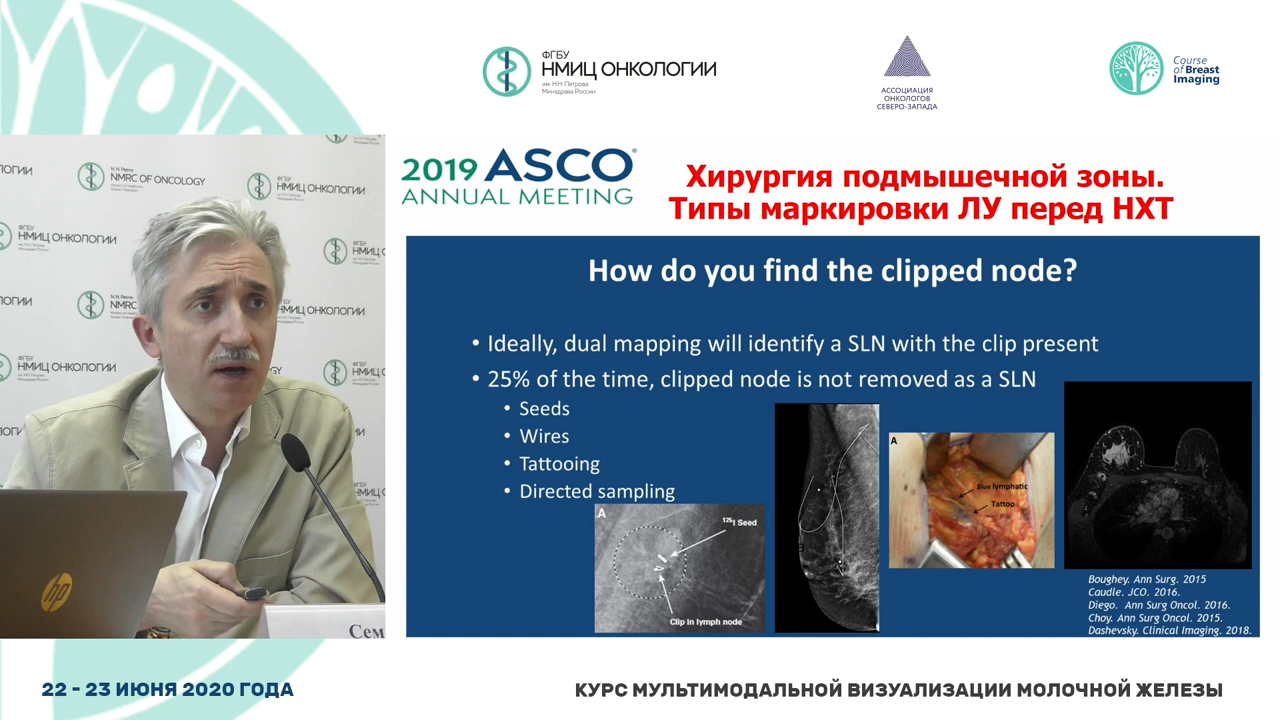 ФГБУ
НМИЦ ОНКОЛОГИИ
им. Н.Н. Петрова
Минздрава России
АССОЦИАЦИЯ
ОНКОЛОГОВ
СЕВЕРО-ЗАПАДА
Course
of Breast
Imaging
2019 ASCO
ANNUAL MEETING
Хирургия подмышечной зоны.
Типы маркировки ЛУ перед НХТ
How do you find the clipped node?
• Ideally, dual mapping will identify a SLN with the clip present
• 25% of the time, clipped node is not removed as a SLN
• Seeds
• Wires
• Tattooing
• Directed sampling
A
125I Seed
Clip in lymph node
A
Blue lymphatic
Tattoo
Boughey. Ann Surg. 2015
Caudle. JCO. 2016.
Diego. Ann Surg Oncol. 2016.
Choy. Ann Surg Oncol. 2015.
Dashevsky. Clinical Imaging. 2018.
N.N. Petrov
NMRC OF ONCOLOGY
ФГБУ
НМИЦ ОНКОЛОГИИ
hp
Сем
22 - 23 ИЮНЯ 2020 ГОДА
КУРС МУЛЬТИМОДАЛЬНОЙ ВИЗУАЛИЗАЦИИ МОЛОЧНОЙ ЖЕЛЕЗЫ